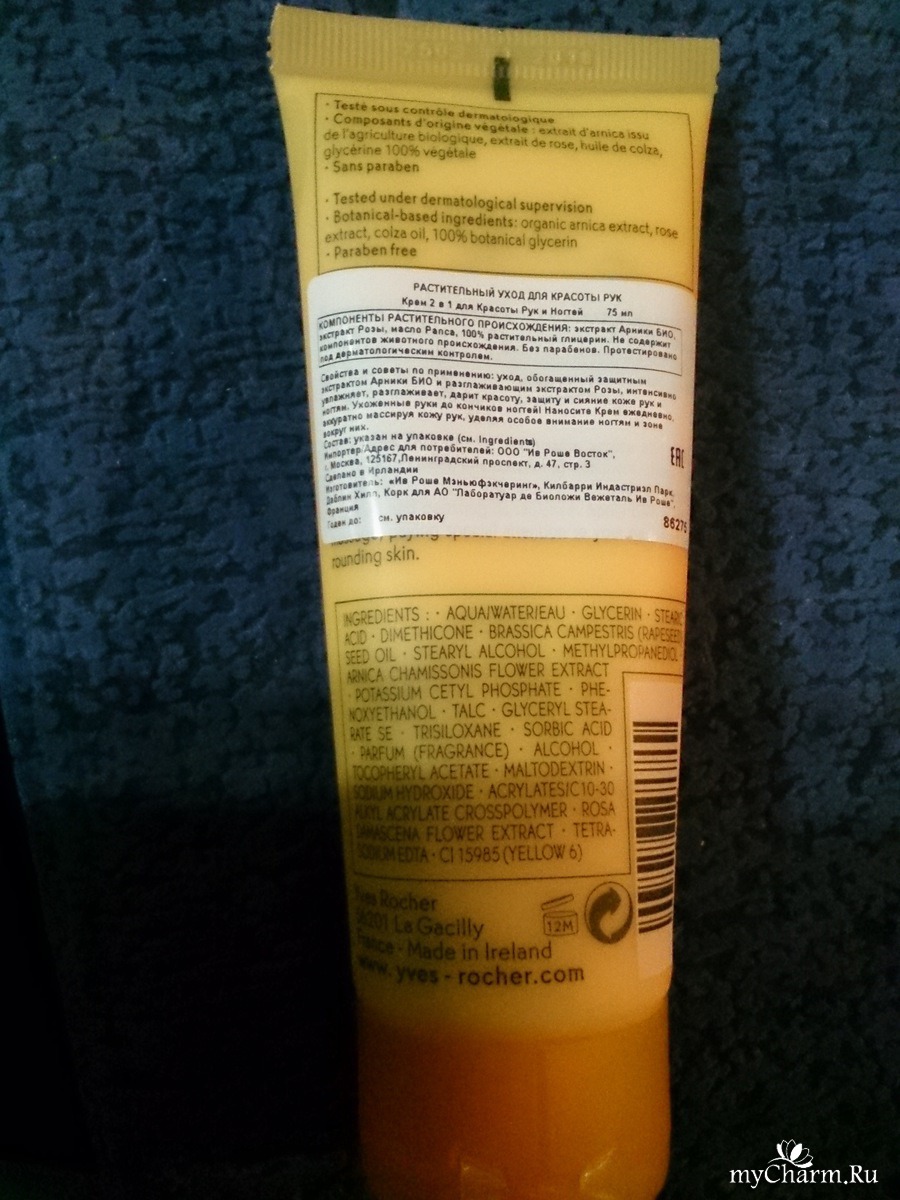 • Testé sous contrôle dermatologique
• Composants d'origine végétale : extrait d'arnica issu
de l'agriculture biologique, extrait de rose, huile de colza,
glycérine 100% végétale
• Sans paraben
• Tested under dermatological supervision
• Botanical-based ingredients: organic arnica extract, rose
extract, colza oil, 100% botanical glycerin
• Paraben free
РАСТИТЕЛЬНЫЙ УХОД ДЛЯ КРАСОТЫ РУК
Крем 2 в 1 для Красоты Рук и Ногтей 75 мл
КОМПОНЕНТЫ РАСТИТЕЛЬНОГО ПРОИСХОЖДЕНИЯ: экстракт Арники БИО,
экстракт Розы, масло Рапса, 100% растительный глицерин. Не содержит
компонентов животного происхождения. Без парабенов. Протестировано
под дерматологическим контролем.
Свойства и советы по применению: уход, обогащенный защитным
экстрактом Арники БИО и разглаживающим экстрактом Розы, интенсивно
увлажняет, разглаживает, дарит красоту, защиту и сияние коже рук и
ногтям. Ухоженные руки до кончиков ногтей! Наносите Крем ежедневно,
аккуратно массируя кожу рук, уделяя особое внимание ногтям и зоне
вокруг них.
Состав: указан на упаковке (см. Ingredients)
Импортер/Адрес для потребителей: ООО "Ив Роше Восток",
г. Москва, 125167,Ленинградский проспект, д. 47, стр. 3
Сделано в Ирландии
EAC
Изготовитель: «Ив Роше Мэньюфэкчеринг», Килбарри Индастриэл Парк,
Даблин Хилл, Корк для АО "Лаборатуар де Биоложи Вежеталь Ив Роше",
Франция
Годен до: см. упаковку
86275
rounding skin.
INGREDIENTS : • AQUA/WATER/EAU • GLYCERIN • STEARIC
ACID • DIMETHICONE • BRASSICA CAMPESTRIS (RAPESEED)
SEED OIL • STEARYL ALCOHOL • METHYLPROPANEDIOL
ARNICA CHAMISSONIS FLOWER EXTRACT
• POTASSIUM CETYL PHOSPHATE • PHE-
NOXYETHANOL • TALC • GLYCERYL STEA-
RATE SE • TRISILOXANE • SORBIC ACID
• PARFUM (FRAGRANCE) • ALCOHOL •
TOCOPHERYL ACETATE • MALTODEXTRIN •
SODIUM HYDROXIDE • ACRYLATES/C10-30
ALKYL ACRYLATE CROSSPOLYMER • ROSA
DAMASCENA FLOWER EXTRACT • TETRA-
SODIUM EDTA • CI 15985 (YELLOW 6)
Yves Rocher
56201 La Gacilly
France - Made in Ireland
www.yves-rocher.com
12M
myCharm.Ru